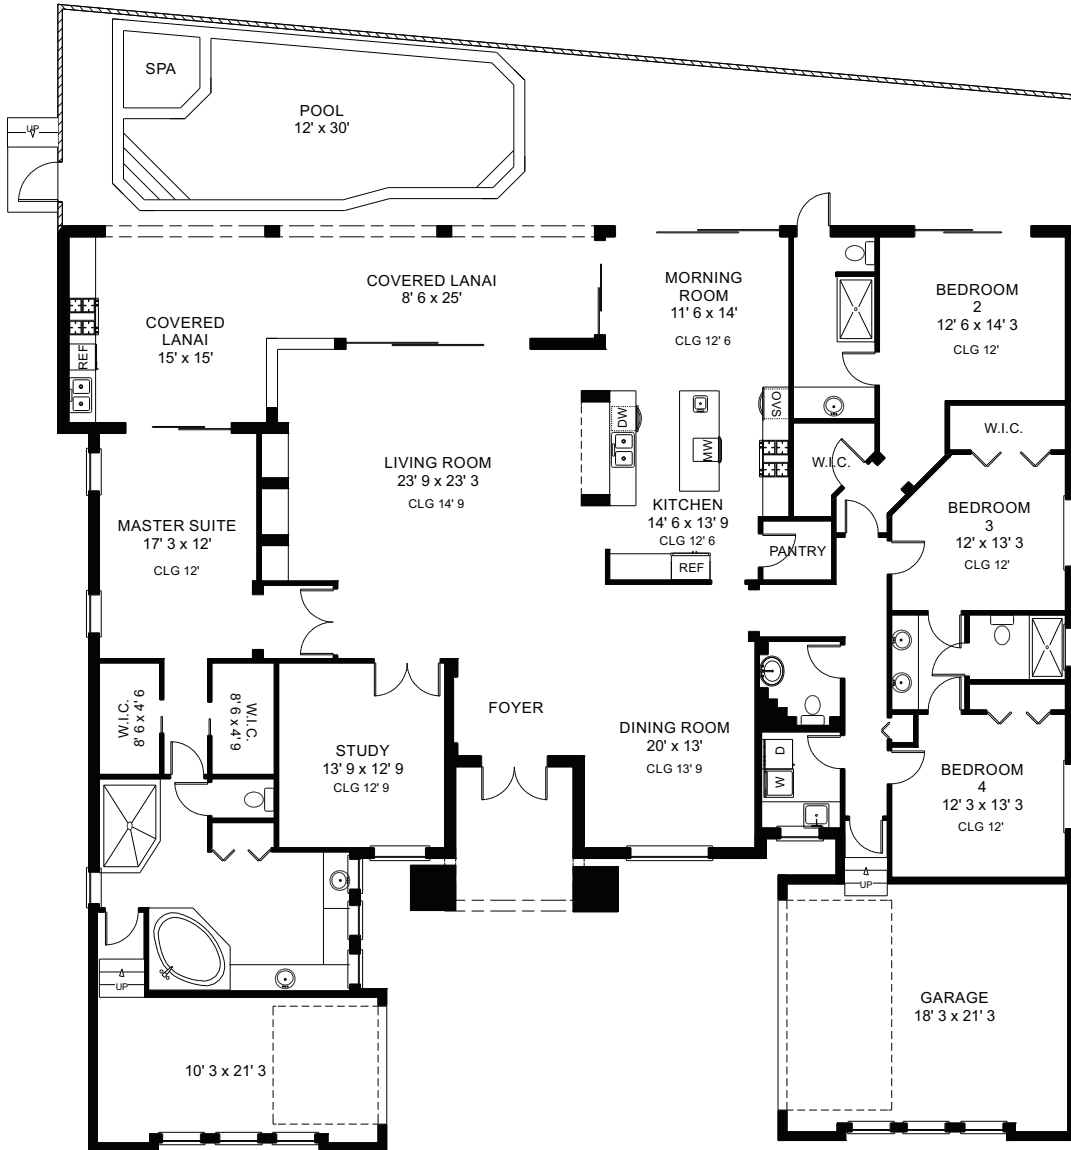 SPA
POOL
12' x 30'
UP
COVERED LANAI
8' 6 x 25'
MORNING
ROOM
11' 6 x 14'
CLG 12' 6
BEDROOM
2
12' 6 x 14' 3
CLG 12'
COVERED
LANAI
15' x 15'
REF
DW
MW
OVS
W.I.C.
W.I.C.
LIVING ROOM
23' 9 x 23' 3
CLG 14' 9
KITCHEN
14' 6 x 13' 9
CLG 12' 6
REF
PANTRY
BEDROOM
3
12' x 13' 3
CLG 12'
MASTER SUITE
17' 3 x 12'
CLG 12'
W.I.C.
8' 6 x 4' 9
W.I.C.
8' 6 x 4' 9
STUDY
13' 9 x 12' 9
CLG 12' 9
FOYER
DINING ROOM
20' x 13'
CLG 13' 9
D
W
BEDROOM
4
12' 3 x 13' 3
CLG 12'
UP
UP
GARAGE
18' 3 x 21' 3
10' 3 x 21' 3